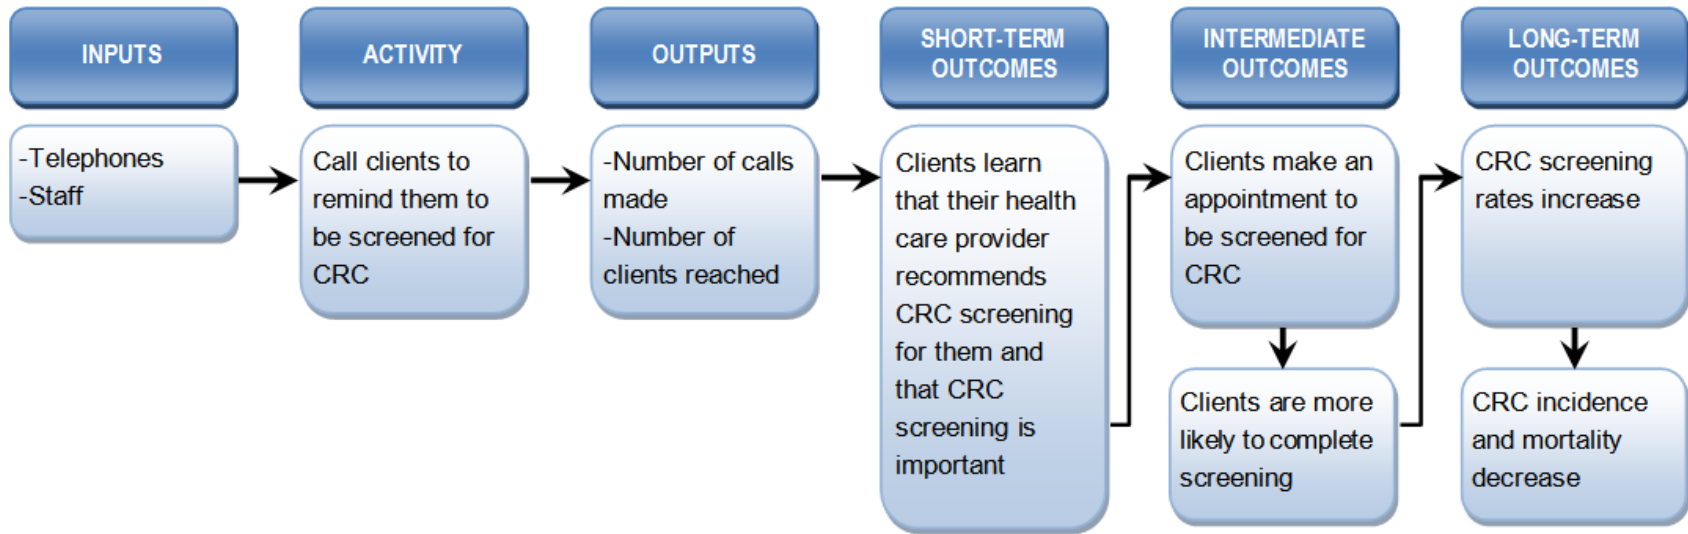 INPUTS
ACTIVITY
OUTPUTS
SHORT-TERM
OUTCOMES
INTERMEDIATE
OUTCOMES
LONG-TERM
OUTCOMES
-Telephones
-Staff
Call clients to
remind them to
be screened for
CRC
-Number of calls
made
-Number of
clients reached
Clients learn
that their health
care provider
recommends
CRC screening
for them and
that CRC
screening is
important
Clients make an
appointment to
be screened for
CRC
Clients are more
likely to complete
screening
CRC screening
rates increase
CRC incidence
and mortality
decrease